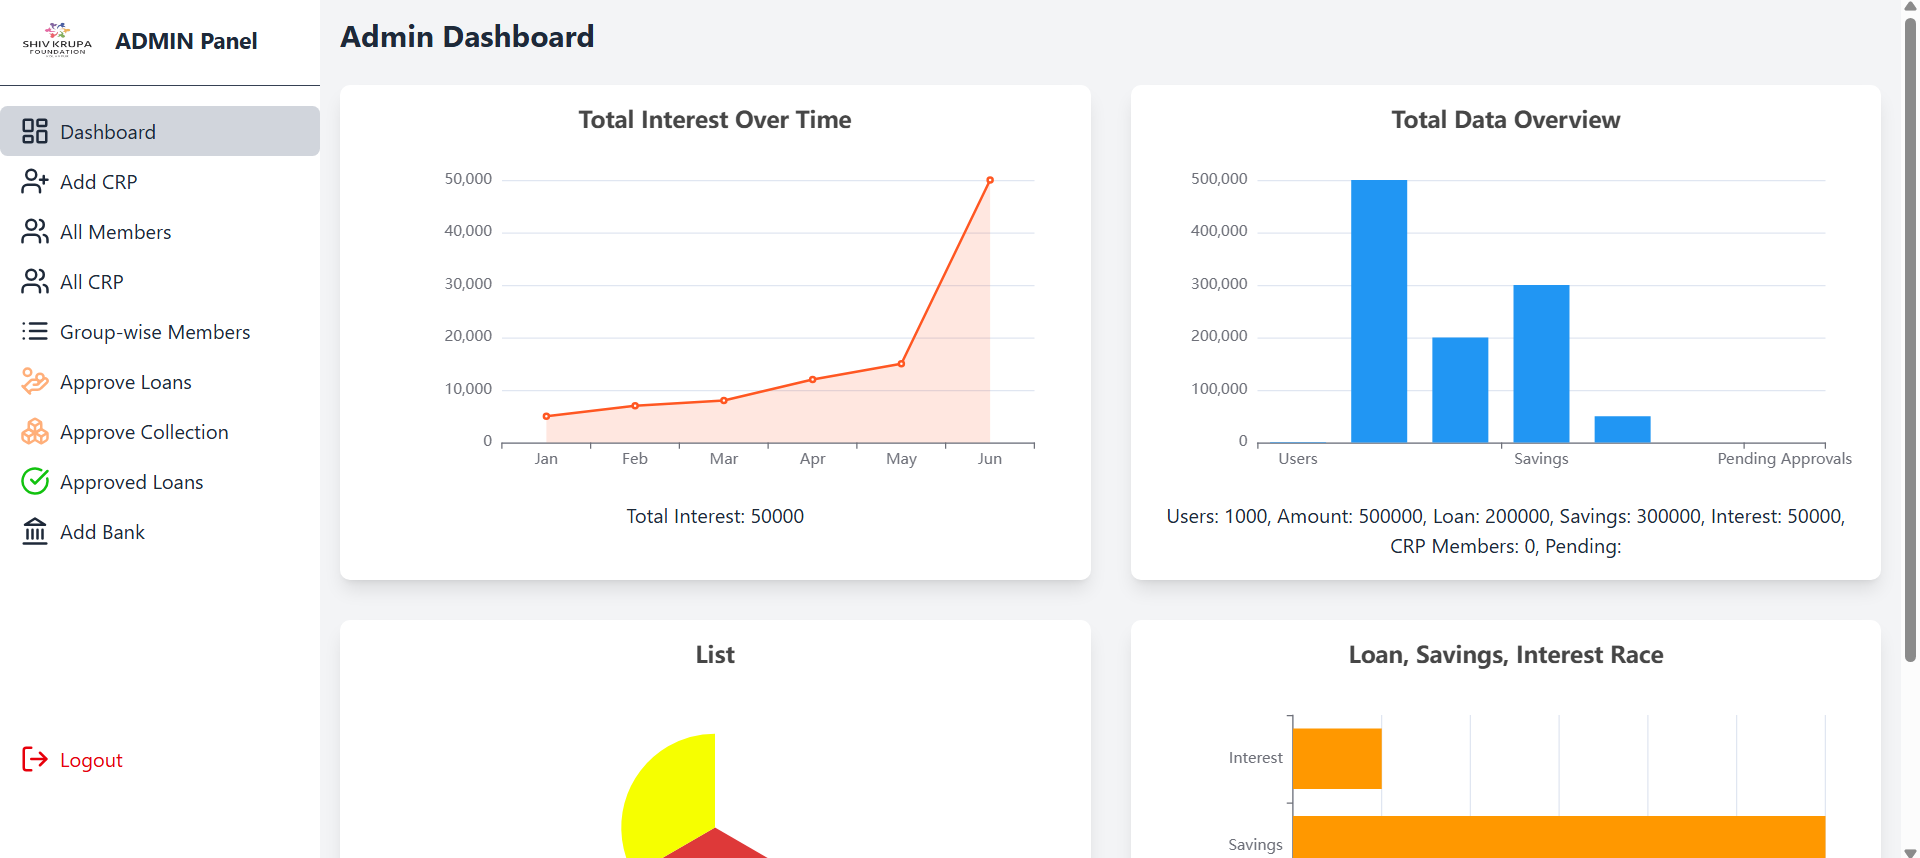 SHIV KRUPA
FOUNDATION
ADMIN Panel
Dashboard
Add CRP
All Members
All CRP
Group-wise Members
Approve Loans
Approve Collection
Approved Loans
Add Bank
Logout
Admin Dashboard
Total Interest Over Time
50,000
40,000
30,000
20,000
10,000
0
Jan Feb Mar Apr May Jun
Total Interest: 50000
Total Data Overview
500,000
400,000
300,000
200,000
100,000
0
Users Savings Pending Approvals
Users: 1000, Amount: 500000, Loan: 200000, Savings: 300000, Interest: 50000,
CRP Members: 0, Pending:
List
Loan, Savings, Interest Race
Interest
Savings